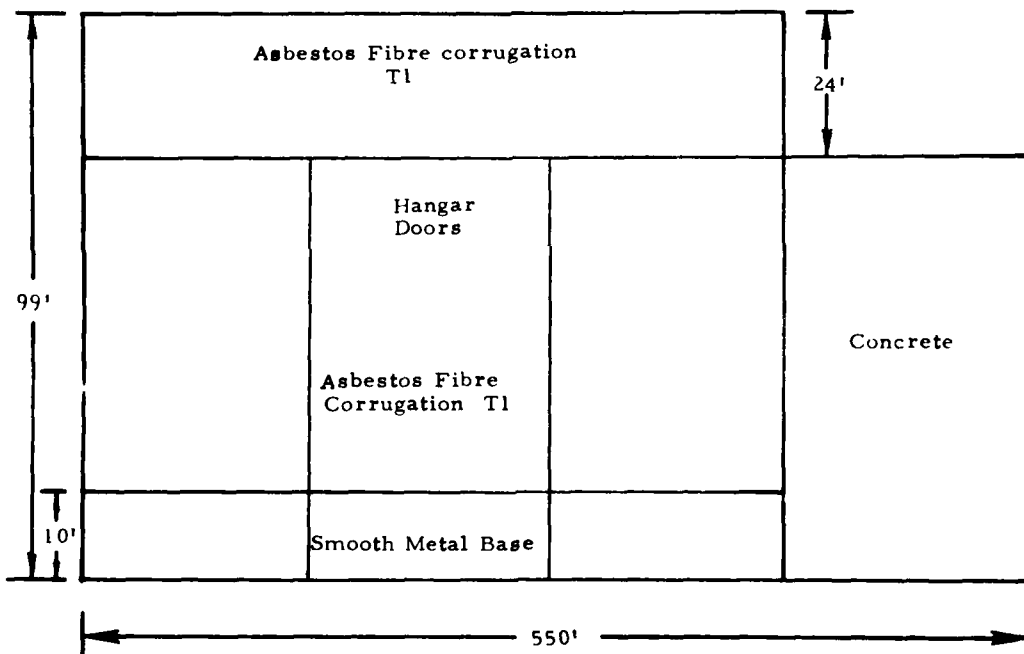 Asbestos Fibre corrugation
T1
24'
Hangar
Doors
99'
Concrete
Asbestos Fibre
Corrugation T1
10'
Smooth Metal Base
550'